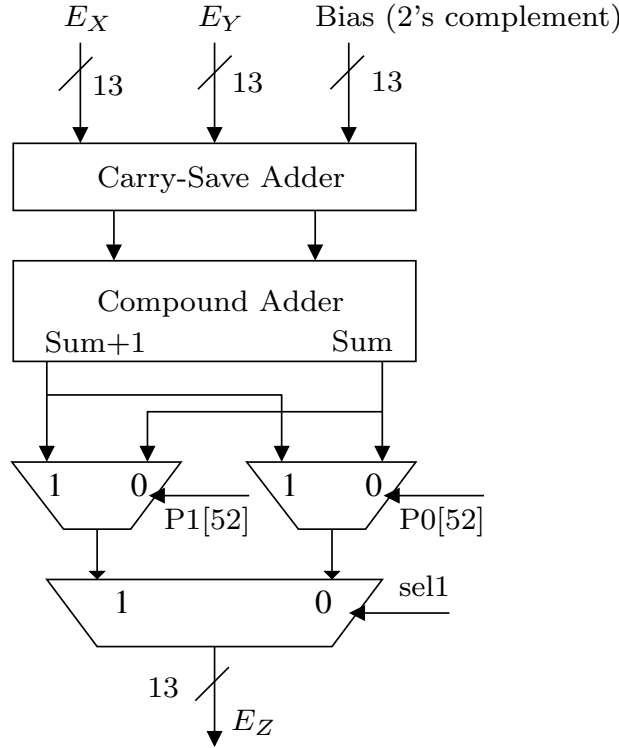 E_X E_Y Bias (2's complement)
13 13 13
Carry-Save Adder
Compound Adder
Sum+1 Sum
1 0 1 0
P1[52] P0[52]
1 0 sel1
13
E_Z